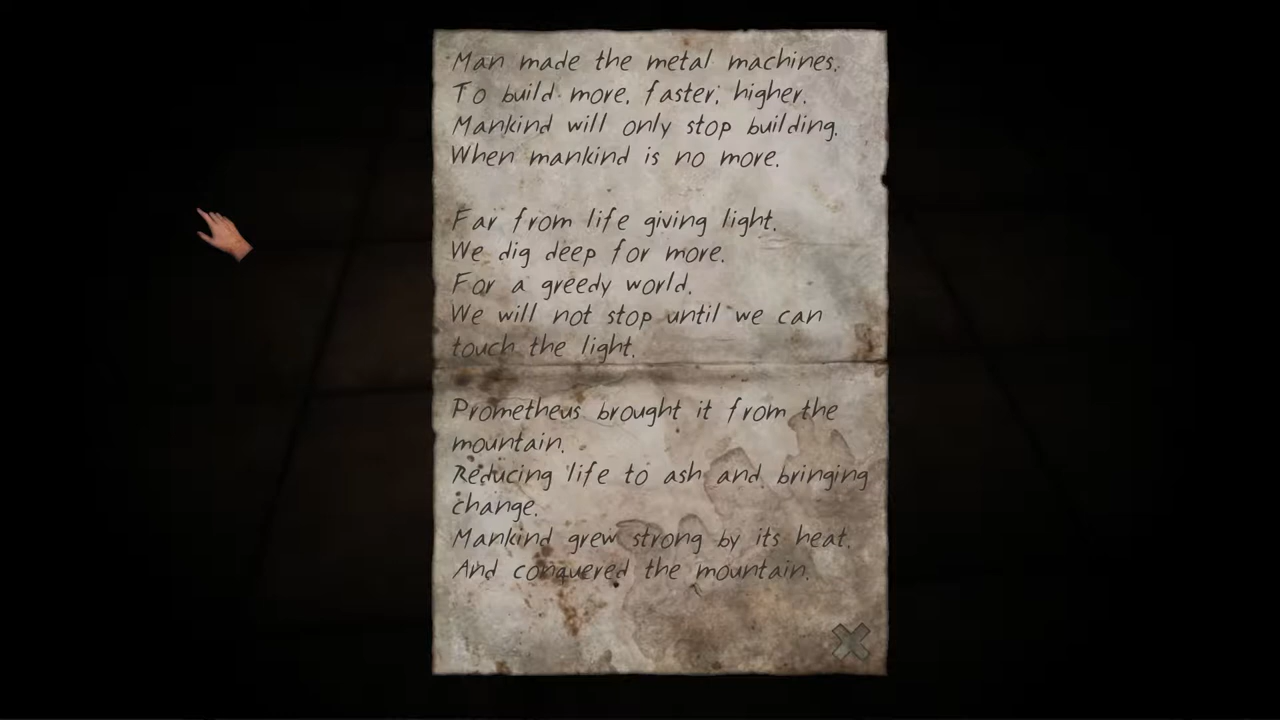 Man made the metal machines.
To build more, faster, higher.
Mankind will only stop building.
When mankind is no more.
Far from life giving light.
We dig deep for more.
For a greedy world.
We will not stop until we can
touch the light.
Prometheus brought it from the
mountain.
Reducing life to ash and bringing
change.
Mankind grew strong by its heat.
And conquered the mountain.